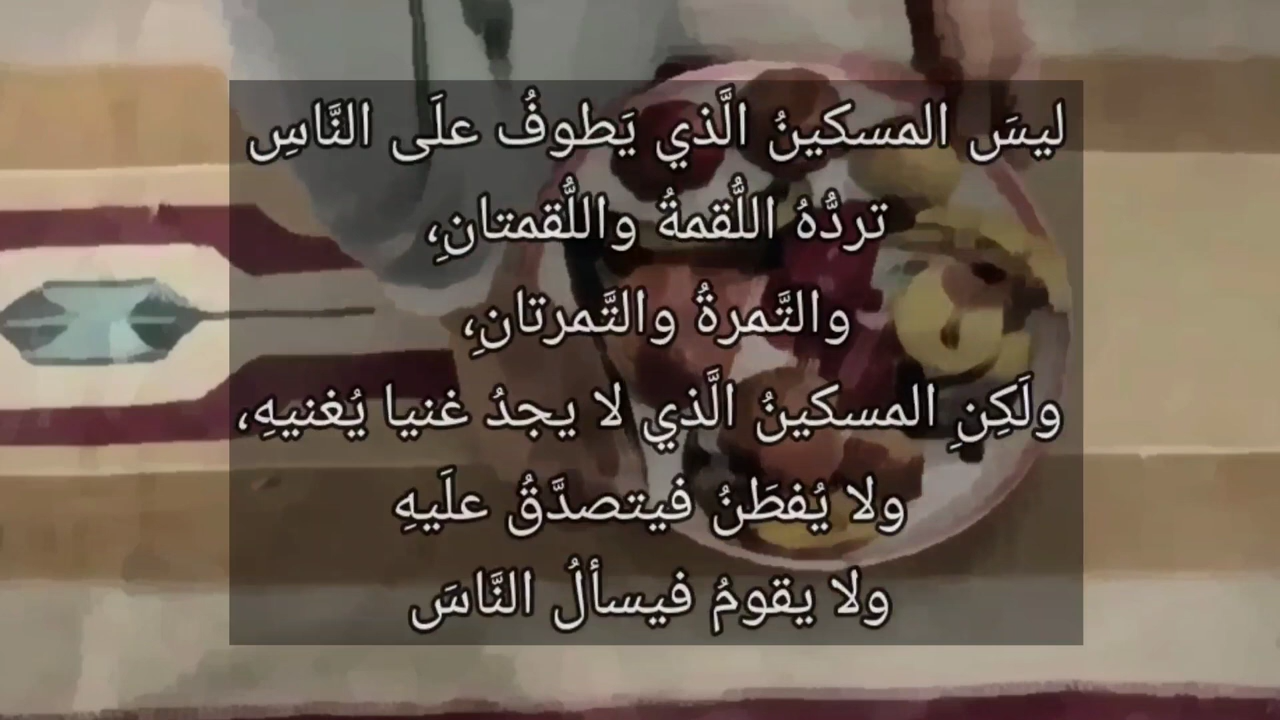 ليسَ المسكينُ الَّذي يَطوفُ علَى النَّاسِ
تردُّهُ اللُّقمةُ واللُّقمتانِ،
والتَّمرةُ والتَّمرتانِ،
ولَكِنِ المسكينُ الَّذي لا يجدُ غنيا يُغنيهِ،
ولا يُفطَنُ فيتصدَّقُ علَيهِ
ولا يقومُ فيسألُ النَّاسَ